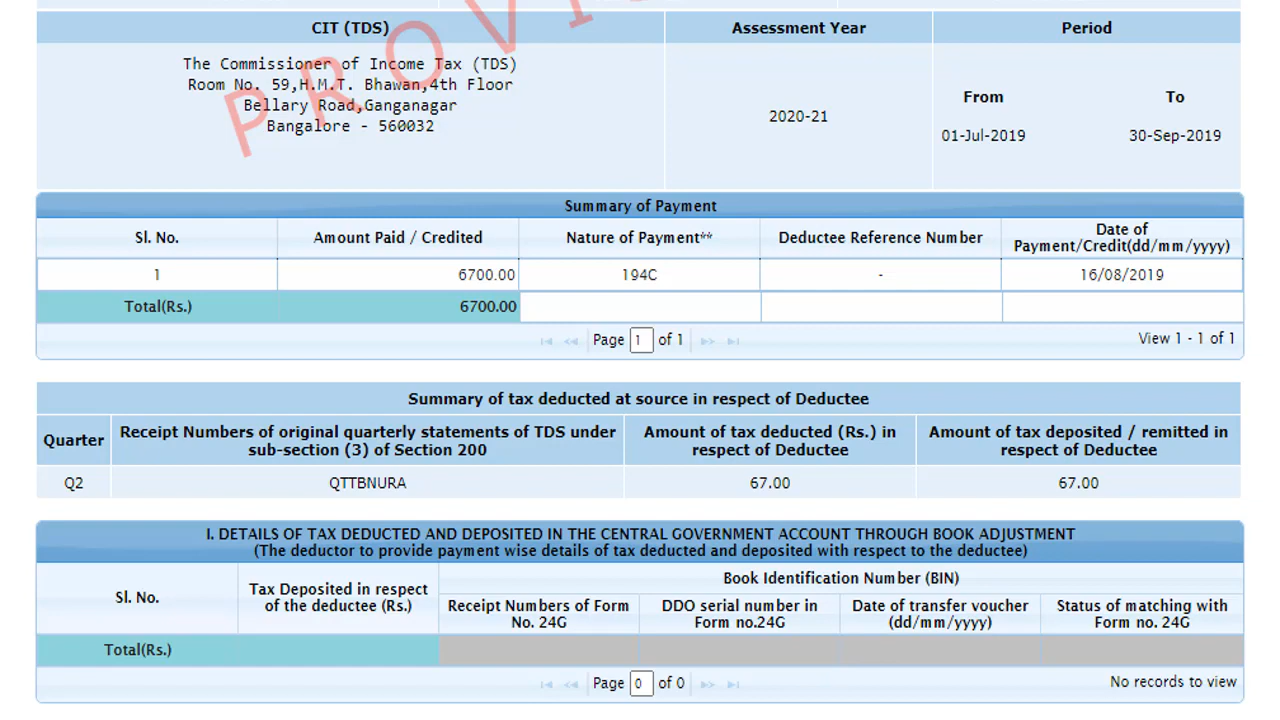 PROVI
CIT (TDS) Assessment Year Period
The Commissioner of Income Tax (TDS)
Room No. 59,H.M.T. Bhawan,4th Floor
Bellary Road,Ganganagar
Bangalore - 560032
2020-21
From To
01-Jul-2019 30-Sep-2019
Summary of Payment
Sl. No. Amount Paid / Credited Nature of Payment** Deductee Reference Number Date of
Payment/Credit(dd/mm/yyyy)
1 6700.00 194C - 16/08/2019
Total(Rs.) 6700.00
Page 1 of 1 View 1 - 1 of 1
Summary of tax deducted at source in respect of Deductee
Quarter
Receipt Numbers of original quarterly statements of TDS under
sub-section (3) of Section 200
Amount of tax deducted (Rs.) in
respect of Deductee
Amount of tax deposited / remitted in
respect of Deductee
Q2 QTTBNURA 67.00 67.00
I. DETAILS OF TAX DEDUCTED AND DEPOSITED IN THE CENTRAL GOVERNMENT ACCOUNT THROUGH BOOK ADJUSTMENT
(The deductor to provide payment wise details of tax deducted and deposited with respect to the deductee)
Sl. No.
Tax Deposited in respect
of the deductee (Rs.)
Book Identification Number (BIN)
Receipt Numbers of Form
No. 24G
DDO serial number in
Form no.24G
Date of transfer voucher
(dd/mm/yyyy)
Status of matching with
Form no. 24G
Total(Rs.)
Page 0 of 0 No records to view